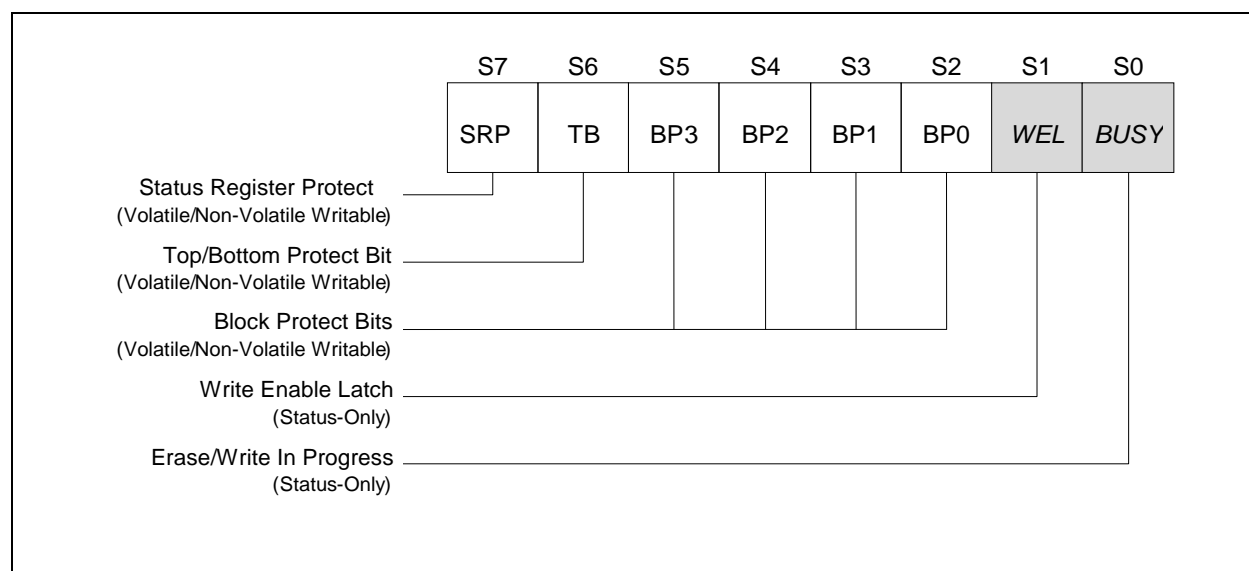 S7 S6 S5 S4 S3 S2 S1 S0
SRP TB BP3 BP2 BP1 BP0 WEL BUSY
Status Register Protect
(Volatile/Non-Volatile Writable)
Top/Bottom Protect Bit
(Volatile/Non-Volatile Writable)
Block Protect Bits
(Volatile/Non-Volatile Writable)
Write Enable Latch
(Status-Only)
Erase/Write In Progress
(Status-Only)